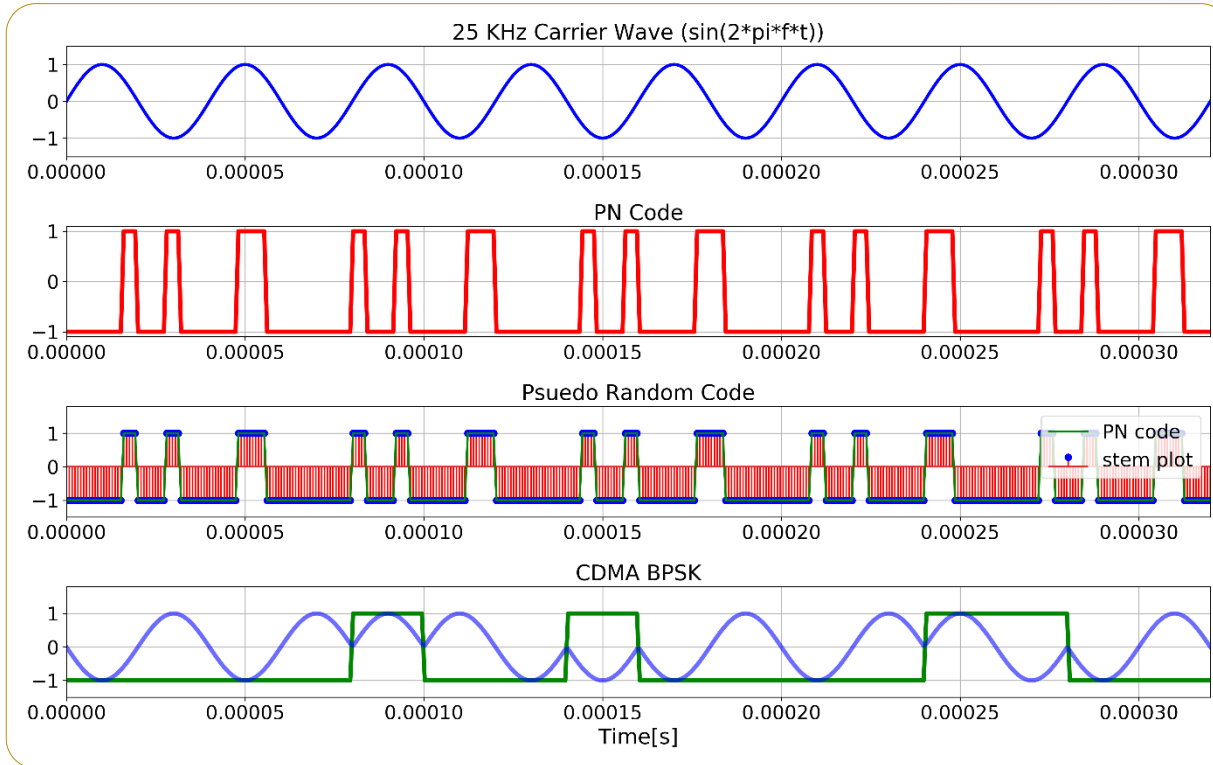 25 KHz Carrier Wave (sin(2*pi*f*t))
1
0
−1
0.00000 0.00005 0.00010 0.00015 0.00020 0.00025 0.00030
PN Code
1
0
−1
0.00000 0.00005 0.00010 0.00015 0.00020 0.00025 0.00030
Psuedo Random Code
1
0
−1
PN code
stem plot
0.00000 0.00005 0.00010 0.00015 0.00020 0.00025 0.00030
CDMA BPSK
1
0
−1
0.00000 0.00005 0.00010 0.00015 0.00020 0.00025 0.00030
Time[s]